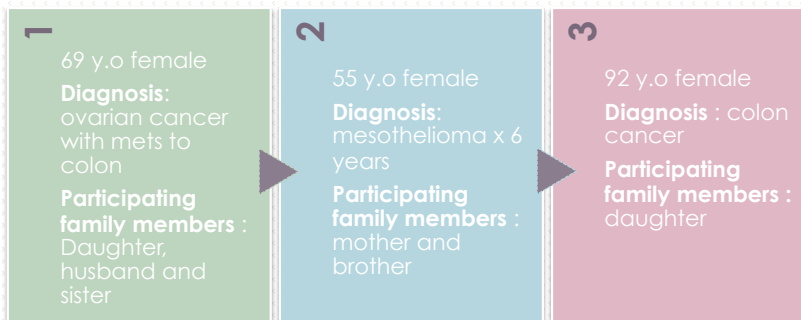 1
69 y.o female
Diagnosis:
ovarian cancer
with mets to
colon
Participating
family members :
Daughter,
husband and
sister
2
55 y.o female
Diagnosis:
mesothelioma x 6
years
Participating
family members :
mother and
brother
3
92 y.o female
Diagnosis : colon
cancer
Participating
family members :
daughter